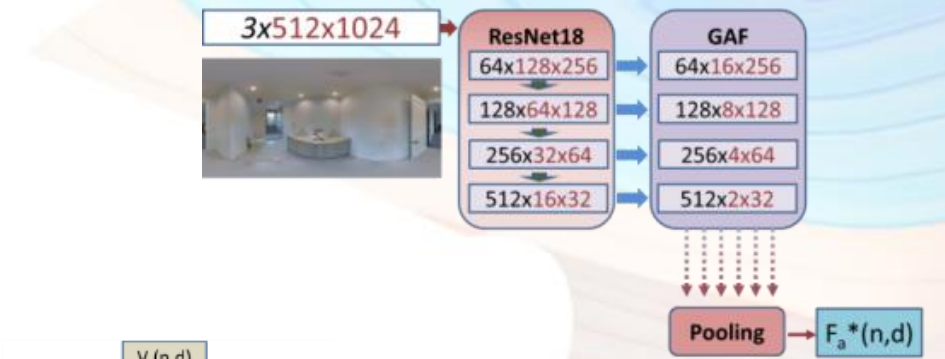 3x512x1024
ResNet18
GAF
64x128x256
64x16x256
128x64x128
128x8x128
256x32x64
256x4x64
512x16x32
512x2x32
Pooling
Fₐ*(n,d)
(n,d)